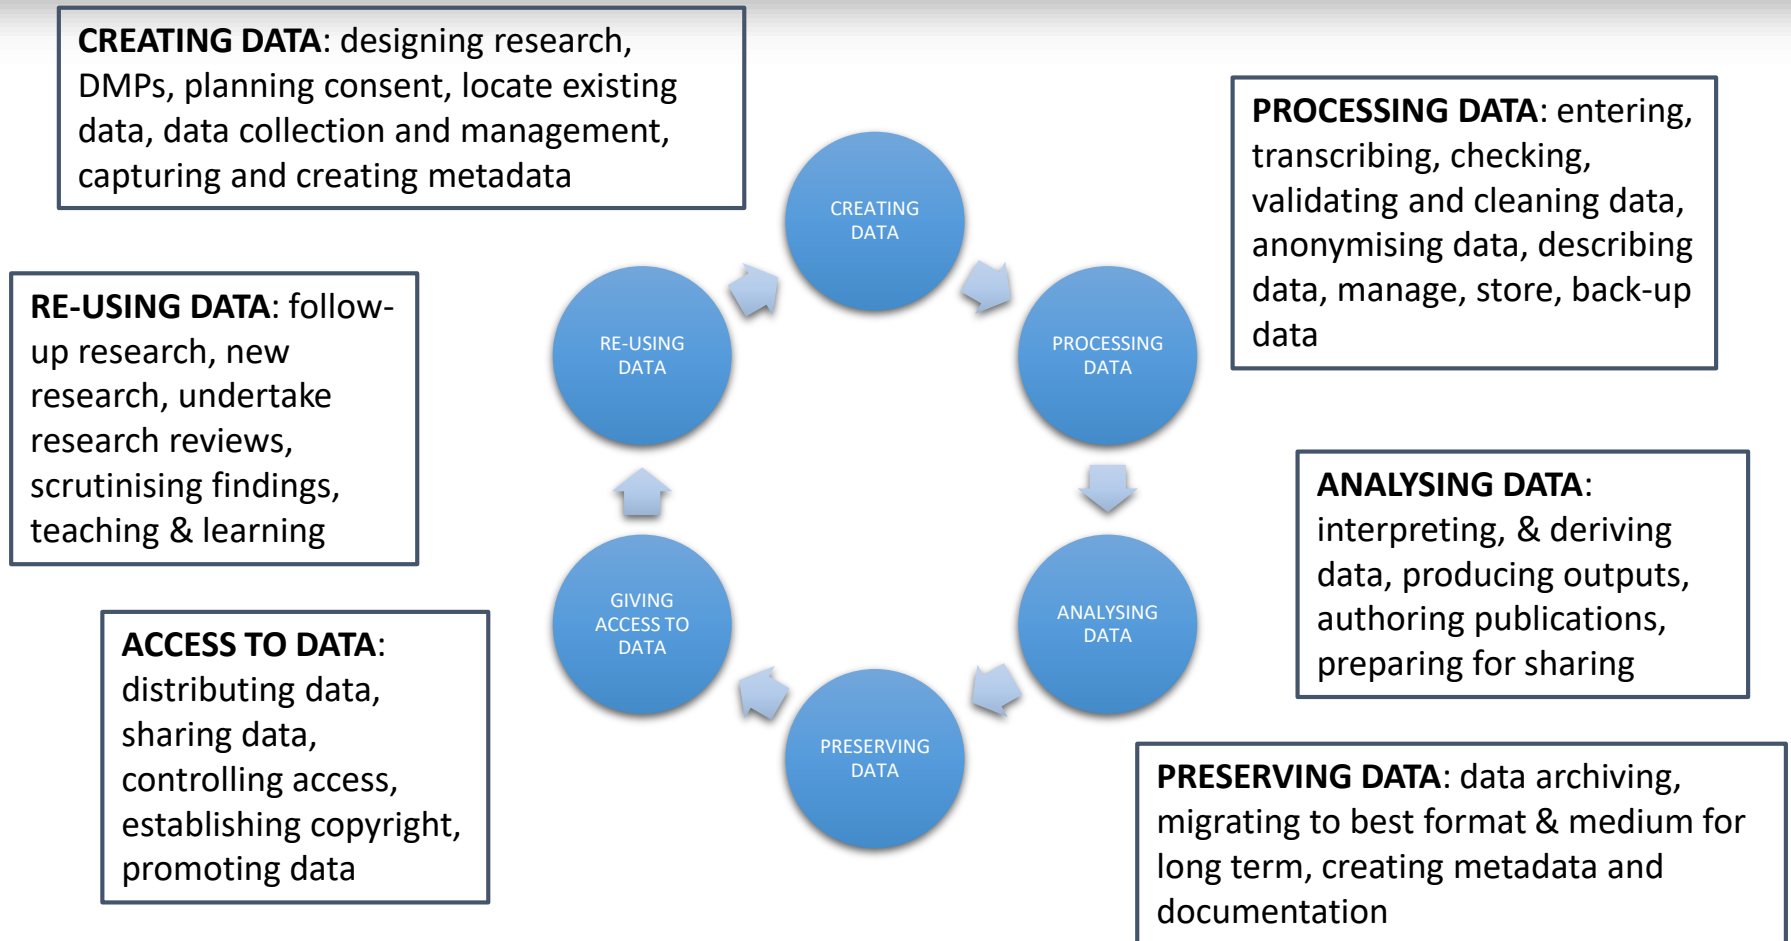 CREATING DATA: designing research,
DMPs, planning consent, locate existing
data, data collection and management,
capturing and creating metadata
PROCESSING DATA: entering,
transcribing, checking,
validating and cleaning data,
anonymising data, describing
data, manage, store, back-up
data
CREATING
DATA
RE-USING DATA: follow-
up research, new
research, undertake
research reviews,
scrutinising findings,
teaching & learning
RE-USING
DATA
PROCESSING
DATA
ANALYSING DATA:
interpreting, & deriving
data, producing outputs,
authoring publications,
preparing for sharing
GIVING
ACCESS TO
DATA
ANALYSING
DATA
ACCESS TO DATA:
distributing data,
sharing data,
controlling access,
establishing copyright,
promoting data
PRESERVING
DATA
PRESERVING DATA: data archiving,
migrating to best format & medium for
long term, creating metadata and
documentation